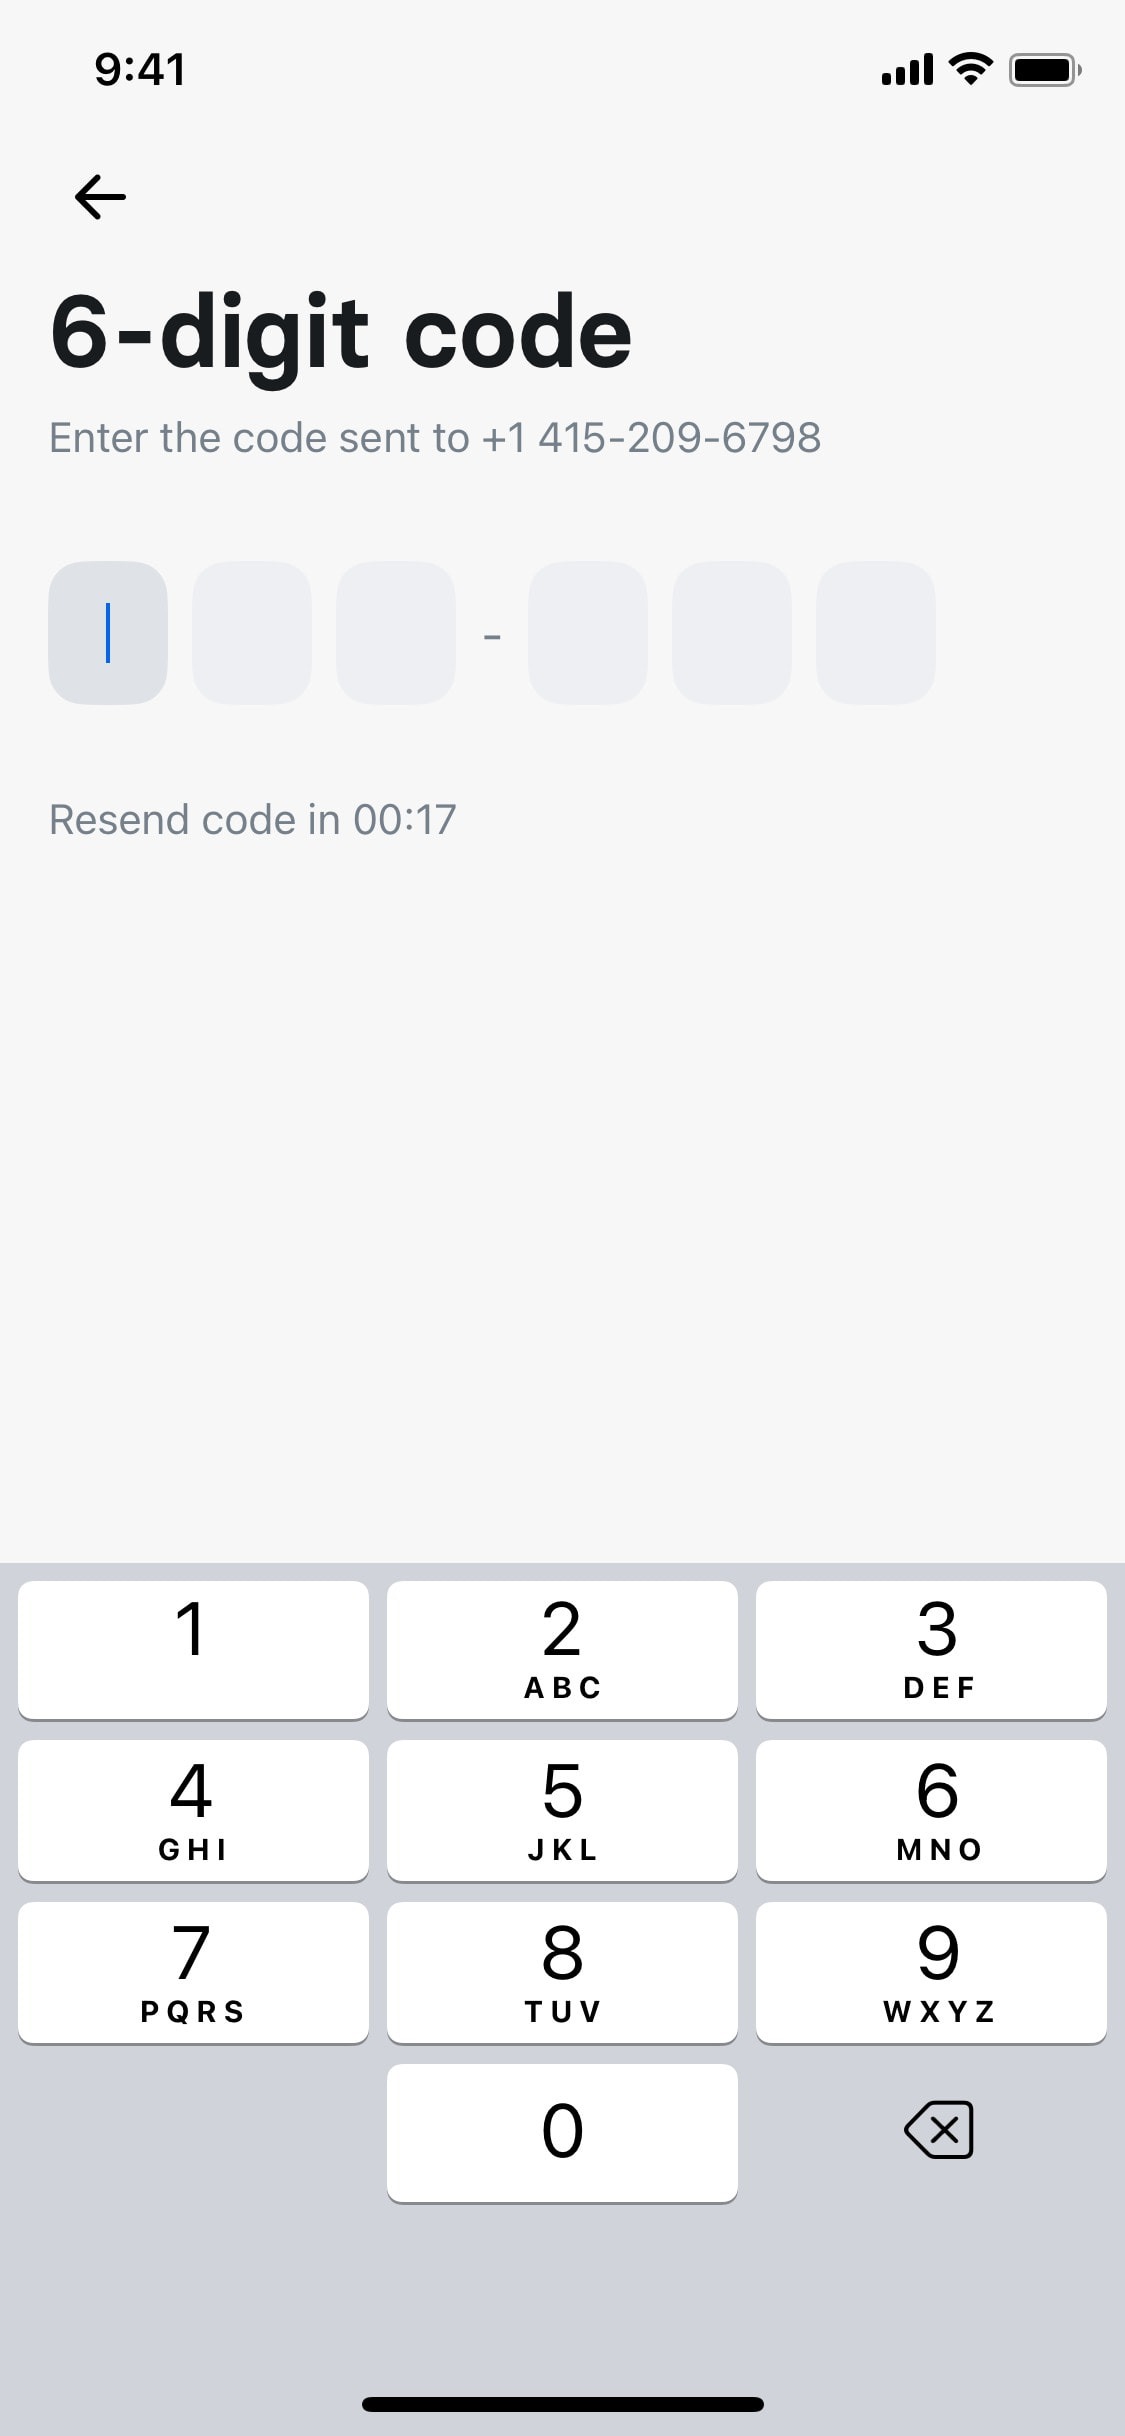 9:41
6-digit code
Enter the code sent to +1 415-209-6798
-
Resend code in 00:17
1
2
ABC
3
DEF
4
GHI
5
JKL
6
MNO
7
PQRS
8
TUV
9
WXYZ
0